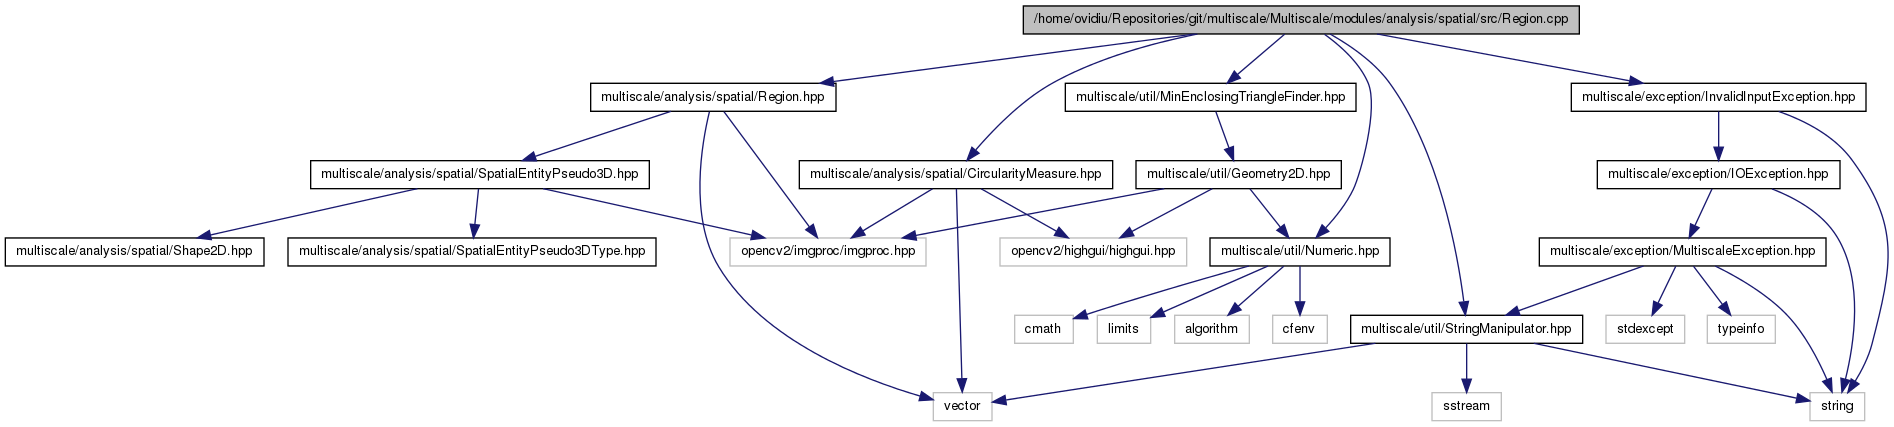 /home/ovidiu/Repositories/git/multiscale/Multiscale/modules/analysis/spatial/src/Region.cpp
multiscale/analysis/spatial/Region.hpp
multiscale/util/MinEnclosingTriangleFinder.hpp
multiscale/exception/InvalidInputException.hpp
multiscale/analysis/spatial/SpatialEntityPseudo3D.hpp
multiscale/analysis/spatial/CircularityMeasure.hpp
multiscale/util/Geometry2D.hpp
multiscale/exception/IOException.hpp
multiscale/analysis/spatial/Shape2D.hpp
multiscale/analysis/spatial/SpatialEntityPseudo3DType.hpp
opencv2/imgproc/imgproc.hpp
opencv2/highgui/highgui.hpp
multiscale/util/Numeric.hpp
multiscale/exception/MultiscaleException.hpp
cmath
limits
algorithm
cfenv
multiscale/util/StringManipulator.hpp
stdexcept
typeinfo
vector
sstream
string